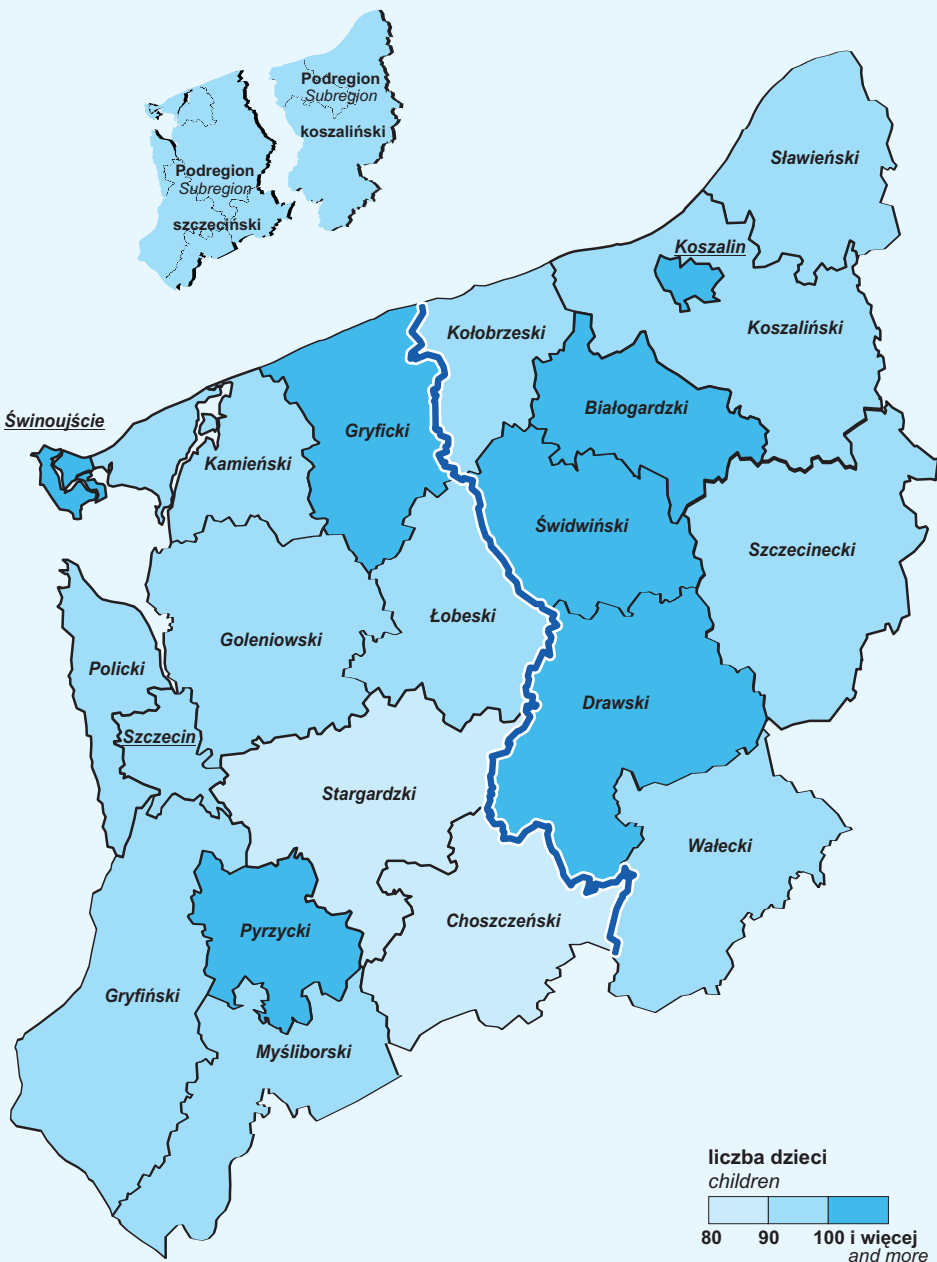 Podregion
Subregion
koszaliński
Podregion
Subregion
szczeciński
Sławieński
Koszalin
Koszaliński
Kołobrzeski
Białogardzki
Świnoujście
Gryficki
Kamieński
Świdwiński
Szczecinecki
Łobeski
Goleniowski
Policki
Drawski
Szczecin
Stargardzki
Wałecki
Choszczeński
Pyrzycki
Gryfiński
Myśliborski
liczba dzieci
children
80 90 100 i więcej
and more